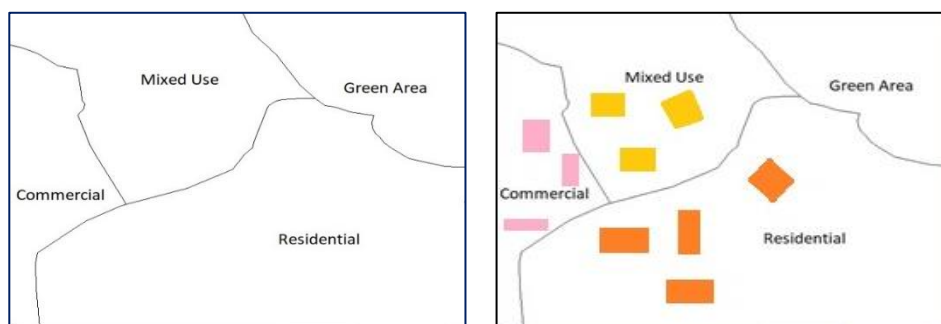 Mixed Use
Green Area
Commercial
Residential
Mixed Use
Green Area
Commercial
Residential